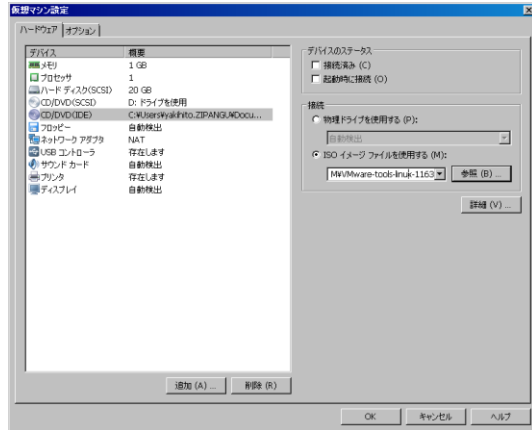 仮想マシン設定
ハードウェア オプション
デバイス 概要
メモリ 1 GB
プロセッサ 1
ハード ディスク(SCSI) 20 GB
CD/DVD(SCSI) D: ドライブを使用
CD/DVD(IDE) C:¥Users¥yakihito.ZIPANGU¥Docu...
フロッピー 自動検出
ネットワーク アダプタ NAT
USB コントローラ 存在します
サウンド カード 自動検出
プリンタ 存在します
ディスプレイ 自動検出
追加 (A) ... 削除 (R)
デバイスのステータス
接続済み (C)
起動時に接続 (O)
接続
物理ドライブを使用する (P):
自動検出
ISO イメージ ファイルを使用する (M):
M¥VMware-tools-linux-1163 参照 (B) ...
詳細 (V) ...
OK キャンセル ヘルプ